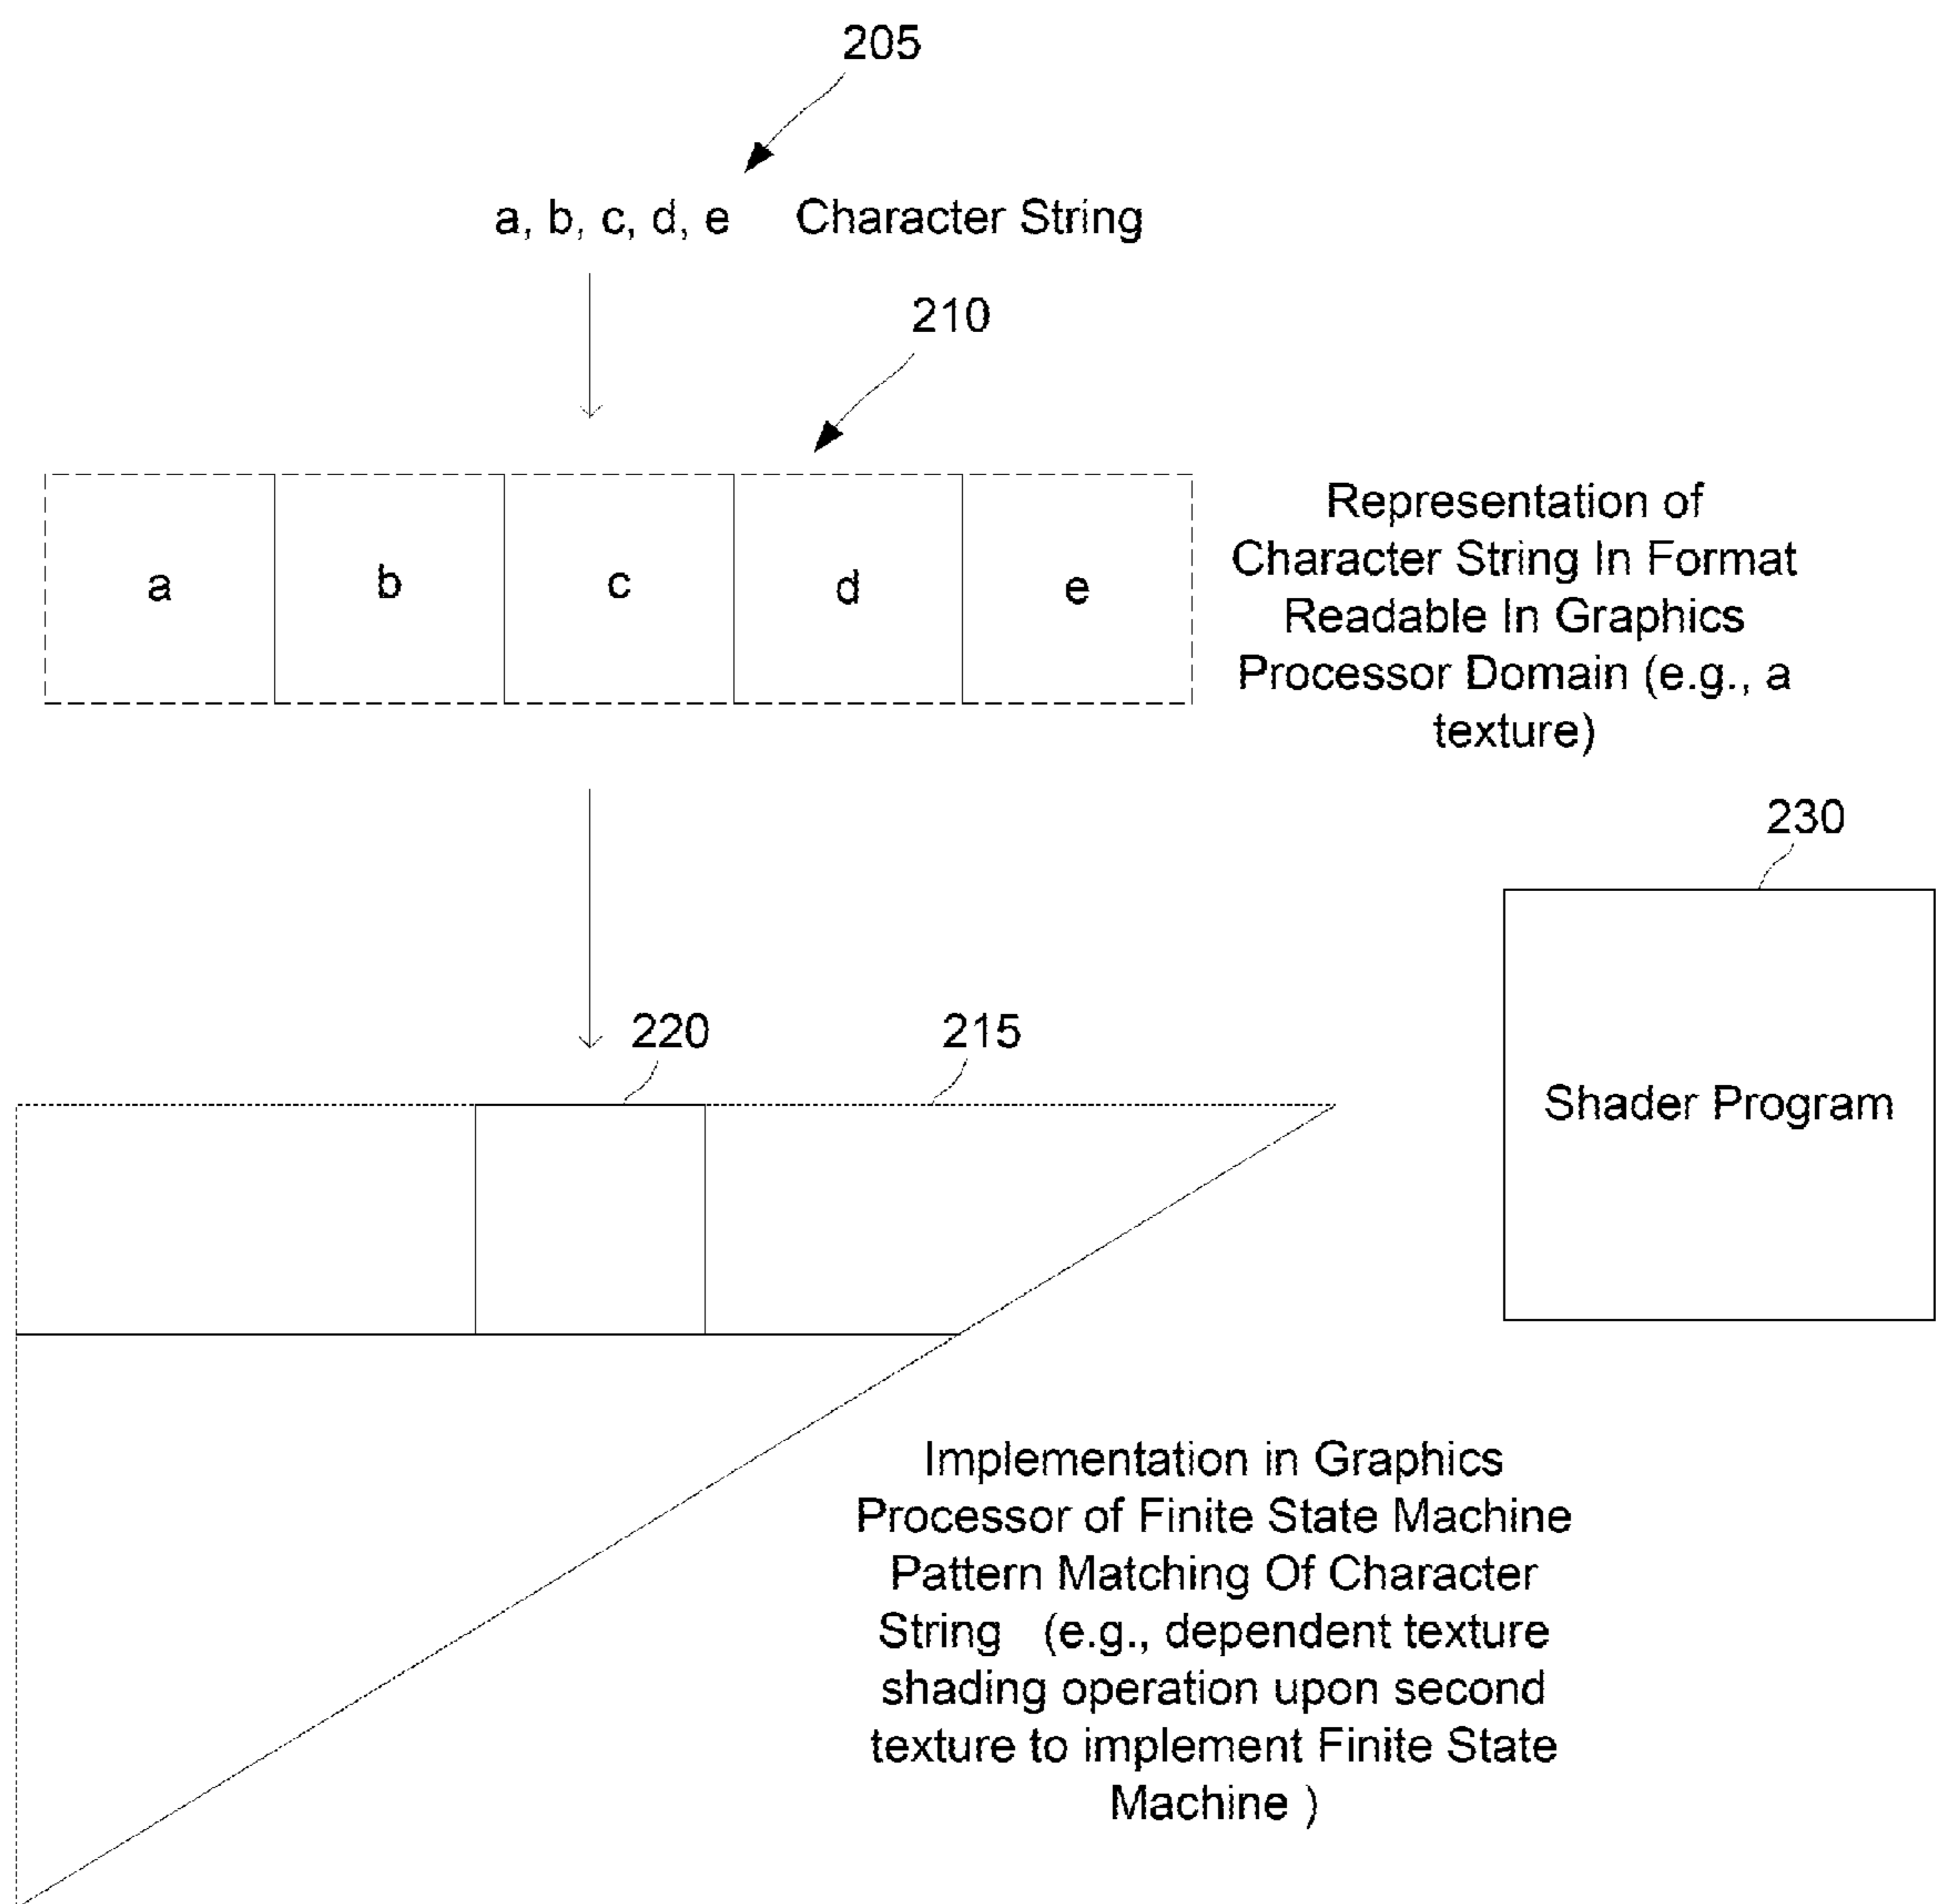 205
a, b, c, d, e Character String
210
a b c d e
Representation of
Character String In Format
Readable In Graphics
Processor Domain (e.g., a
texture)
230
Shader Program
220 215
Implementation in Graphics
Processor of Finite State Machine
Pattern Matching Of Character
String (e.g., dependent texture
shading operation upon second
texture to implement Finite State
Machine )